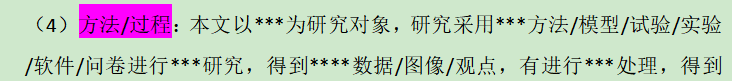 （4）方法/过程：本文以***为研究对象，研究采用***方法/模型/试验/实验
/软件/问卷进行***研究，得到****数据/图像/观点，有进行***处理，得到